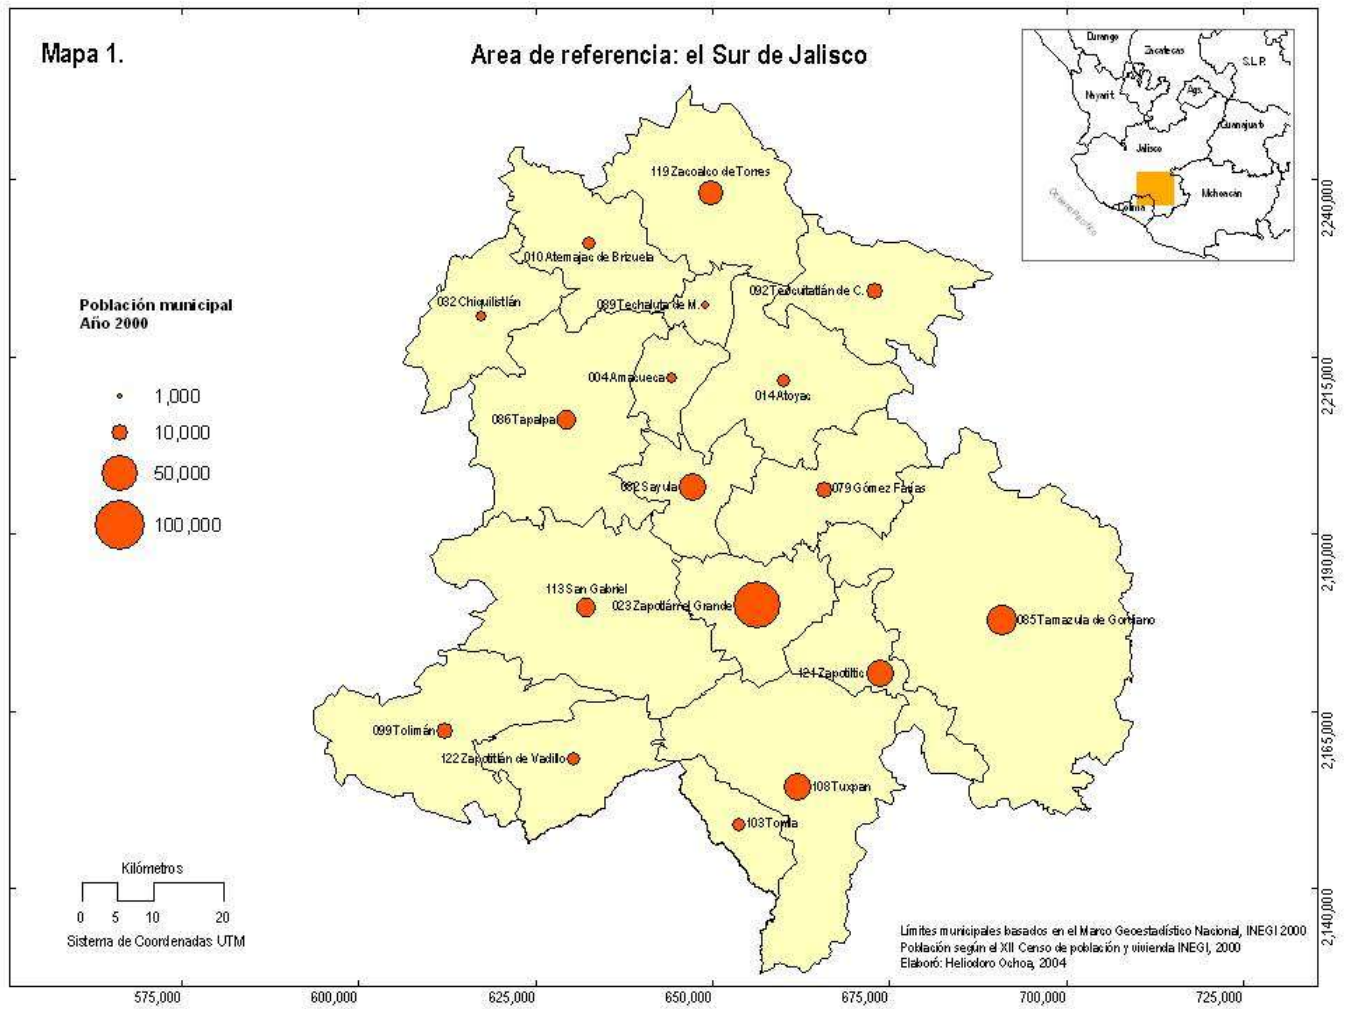 Mapa 1.
Area de referencia: el Sur de Jalisco
Durango
Zacatecas
S.L.P.
Nayarit
Ags.
Guanajuato
Jalisco
Michoacán
Colima
Océano Pacífico
119 Zacoalco de Torres
010 Atemajac de Brizuela
032 Chiquilistlán
089 Techaluta de M.
092 Teocuitatlán de C.
004 Amacueca
014 Atoyac
086 Tapalpa
082 Sayula
079 Gómez Farías
113 San Gabriel
023 Zapotlán el Grande
085 Tamazula de Gordiano
121 Zapotiltic
099 Tolimán
122 Zapotitlán de Vadillo
108 Tuxpan
103 Tonila
Población municipal
Año 2000
1,000
10,000
50,000
100,000
Kilómetros
0 5 10 20
Sistema de Coordenadas UTM
Límites municipales basados en el Marco Geoestadístico Nacional, INEGI 2000
Población según el XII Censo de población y vivienda INEGI, 2000
Elaboró: Heliodoro Ochoa, 2004
2,240,000
2,215,000
2,190,000
2,165,000
2,140,000
575,000 600,000 625,000 650,000 675,000 700,000 725,000